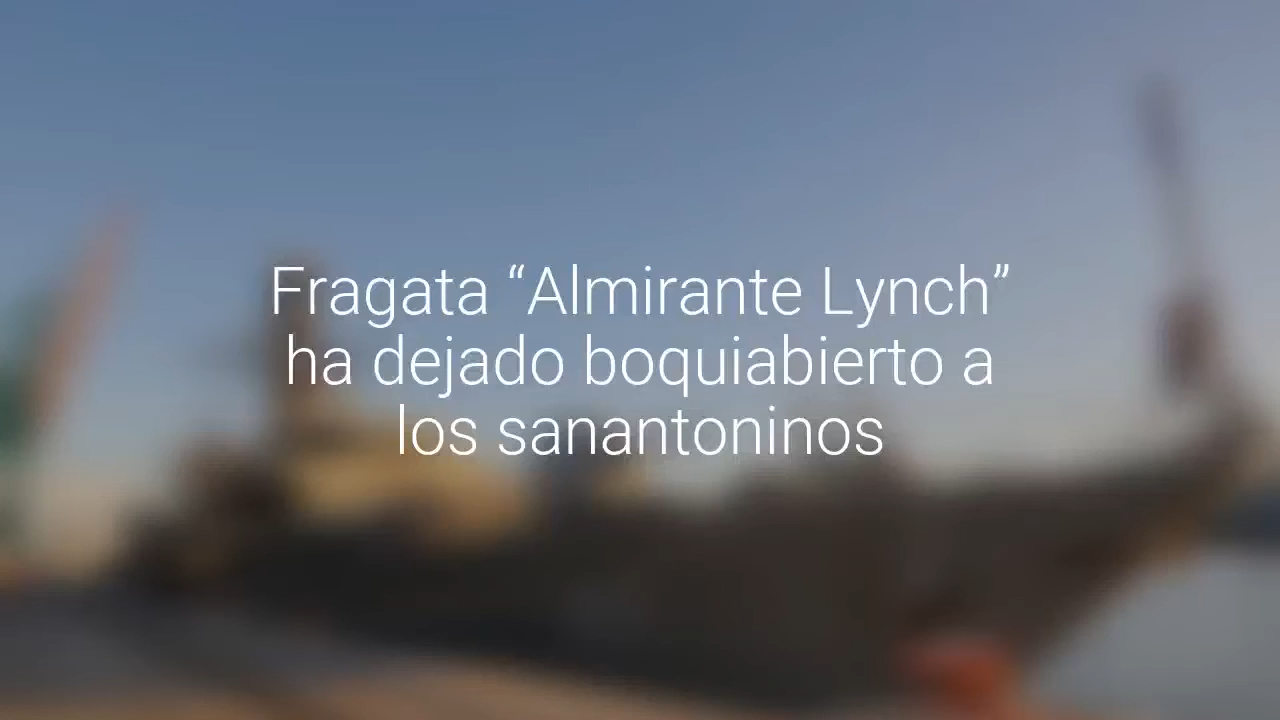 Fragata “Almirante Lynch”
ha dejado boquiabierto a
los sanantoninos